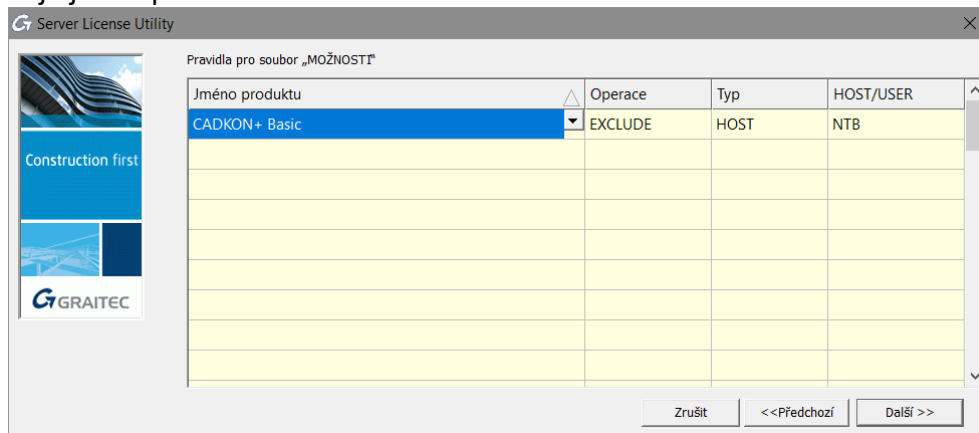 Server License Utility
Pravidla pro soubor „MOŽNOSTI"
Jméno produktu Operace Typ HOST/USER
CADKON+ Basic EXCLUDE HOST NTB
Construction first
GRAITEC
Zrušit <<Předchozí Další >>